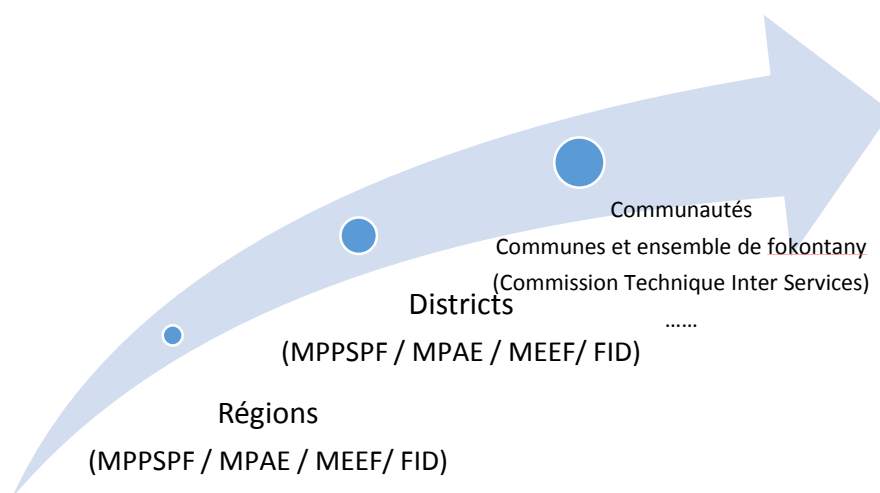 Communautés
Communes et ensemble de fokontany
(Commission Technique Inter Services)
……
Districts
(MPPSPF / MPAE / MEEF/ FID)
Régions
(MPPSPF / MPAE / MEEF/ FID)